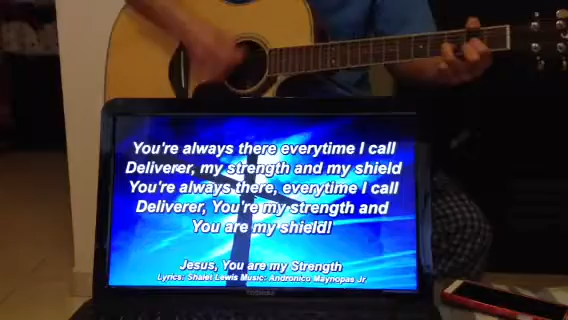 You're always there everytime I call
Deliverer, my strength and my shield
You're always there, everytime I call
Deliverer, You're my strength and
You are my shield!
Jesus, You are my Strength
Lyrics: Shalei Lewis Music: Andronico Maynopas Jr